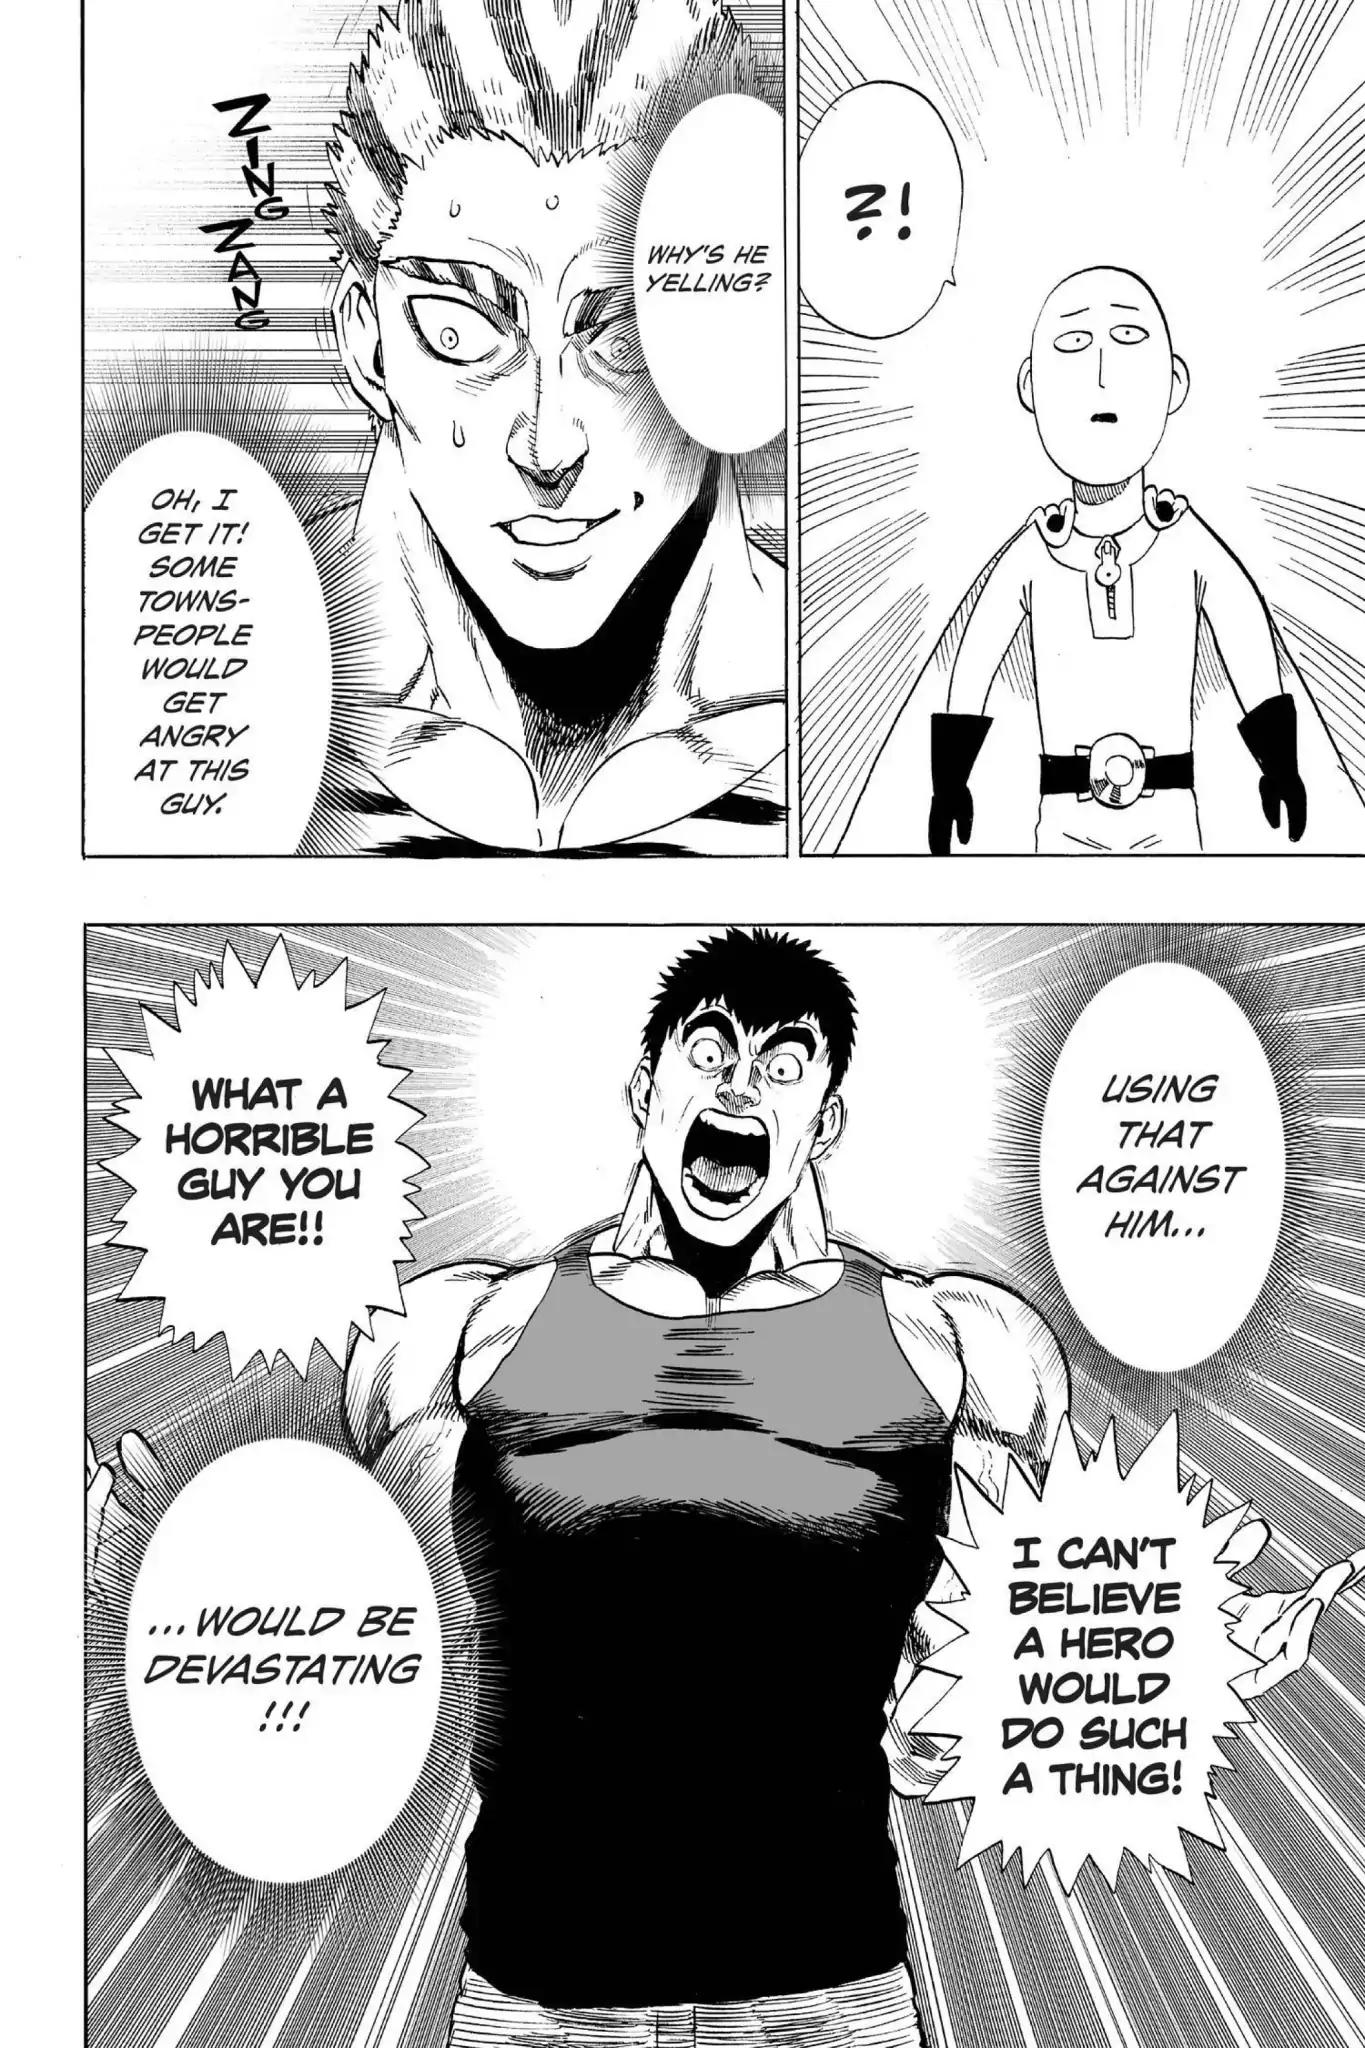 ?!
WHY'S HE
YELLING?
ZING
ZANG
OH, I
GET IT!
SOME
TOWNS-
PEOPLE
WOULD
GET
ANGRY
AT THIS
GUY.
USING
THAT
AGAINST
HIM...
WHAT A
HORRIBLE
GUY YOU
ARE!!
I CAN'T
BELIEVE
A HERO
WOULD
DO SUCH
A THING!
...WOULD BE
DEVASTATING
!!!